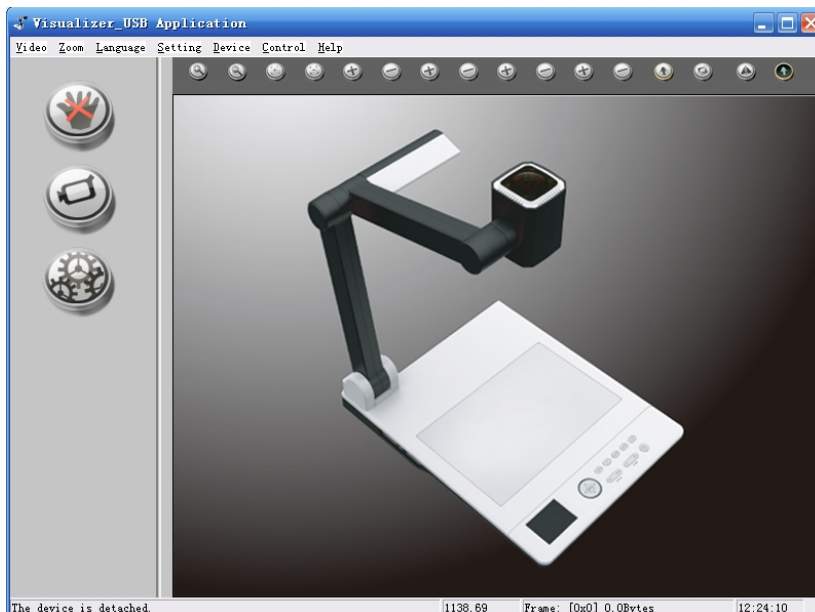 Visualizer_USB Application
Video Zoom Language Setting Device Control Help
The device is detached. 1138.69 Frame: [0x0] 0.0Bytes 12:24:10